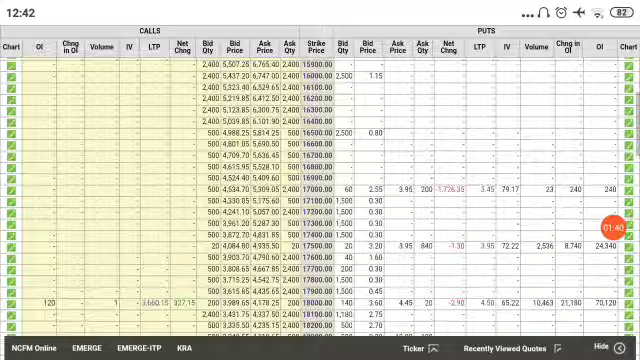 12:42
82
CALLS
PUTS
Chart OI Chng in OI Volume IV LTP Net Chng Bid Qty Bid Price Ask Price Ask Qty Strike Price Bid Qty Bid Price Ask Price Ask Qty Net Chng LTP IV Volume Chng in OI OI Chart
2,400 5,507.25 6,765.40 2,400 15900.00
2,400 5,437.20 6,747.00 2,400 16000.00 2,500 1.15
2,400 5,323.40 6,529.65 2,400 16100.00
2,400 5,219.85 6,412.50 2,400 16200.00
2,400 5,123.85 6,300.75 2,400 16300.00
2,400 5,039.85 6,101.90 2,400 16400.00
500 4,988.25 5,814.25 500 16500.00 2,500 0.80
500 4,801.05 5,530.50 500 16600.00
500 4,709.70 5,636.45 500 16700.00
500 4,615.95 5,528.10 500 16800.00
500 4,524.40 5,409.60 500 16900.00
500 4,534.70 5,309.05 2,400 17000.00 60 2.55 3.95 200 -1,726.35 3.45 79.17 23 240 240
500 4,330.05 5,175.60 2,400 17100.00 1,500 0.30
500 4,241.10 5,057.00 2,400 17200.00 1,500 0.30
500 3,961.20 5,287.30 500 17300.00 1,500 0.30
500 3,872.70 4,831.85 500 17400.00 1,500 0.30
20 4,084.80 4,935.50 20 17500.00 20 3.20 3.95 840 -1.30 3.95 72.22 2,536 8,740 24,340
500 3,903.70 4,790.60 2,400 17600.00 40 1.60
500 3,808.65 4,667.85 2,400 17700.00 200 0.30
500 3,715.25 4,542.75 2,400 17800.00 1,500 0.30
500 3,615.65 4,435.65 2,400 17900.00 1,500 0.45
120 1 3,660.15 327.15 200 3,989.65 4,178.25 200 18000.00 140 3.60 4.45 20 -2.90 4.50 65.22 10,463 21,180 70,120
500 3,431.75 4,337.50 2,400 18100.00 1,180 2.75
500 3,335.50 4,235.15 2,400 18200.00 500 2.70
01:40
NCFM Online EMERGE EMERGE-ITP KRA Ticker Recently Viewed Quotes Hide